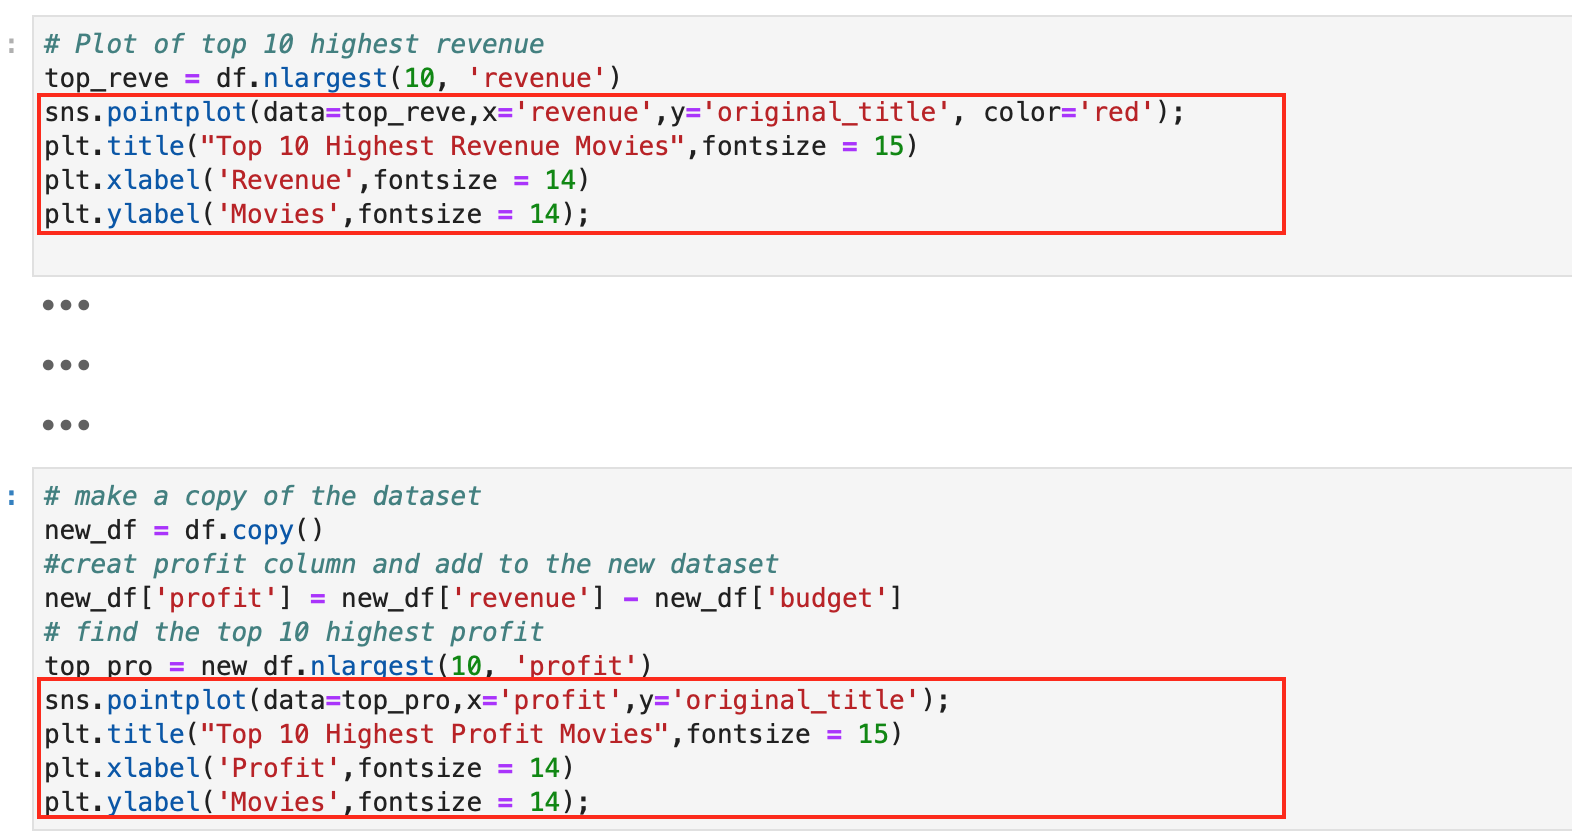 # Plot of top 10 highest revenue
top_reve = df.nlargest(10, 'revenue')
sns.pointplot(data=top_reve,x='revenue',y='original_title', color='red');
plt.title("Top 10 Highest Revenue Movies",fontsize = 15)
plt.xlabel('Revenue',fontsize = 14)
plt.ylabel('Movies',fontsize = 14);
•••
•••
•••
# make a copy of the dataset
new_df = df.copy()
#creat profit column and add to the new dataset
new_df['profit'] = new_df['revenue'] - new_df['budget']
# find the top 10 highest profit
top_pro = new_df.nlargest(10, 'profit')
sns.pointplot(data=top_pro,x='profit',y='original_title');
plt.title("Top 10 Highest Profit Movies",fontsize = 15)
plt.xlabel('Profit',fontsize = 14)
plt.ylabel('Movies',fontsize = 14);